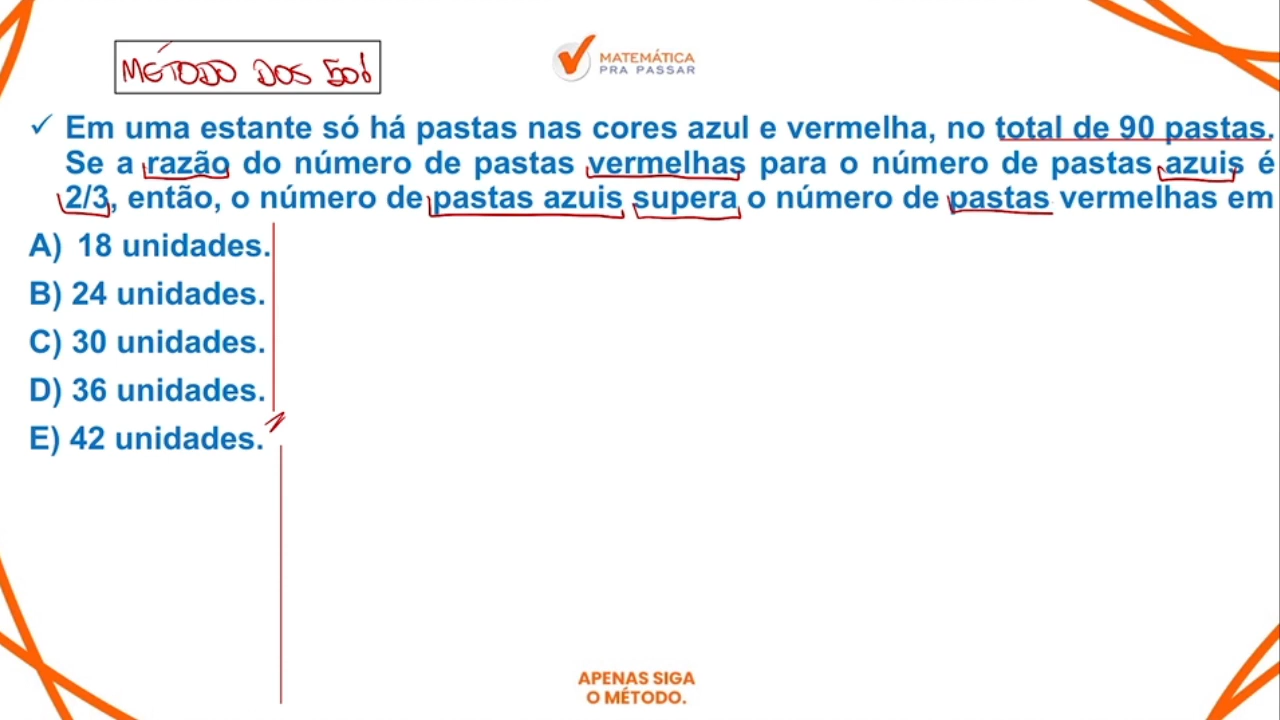 MÉTODO DOS 50!
MATEMÁTICA
PRA PASSAR
✓ Em uma estante só há pastas nas cores azul e vermelha, no total de 90 pastas.
Se a razão do número de pastas vermelhas para o número de pastas azuis é
2/3, então, o número de pastas azuis supera o número de pastas vermelhas em
A) 18 unidades.
B) 24 unidades.
C) 30 unidades.
D) 36 unidades.
E) 42 unidades.
APENAS SIGA
O MÉTODO.